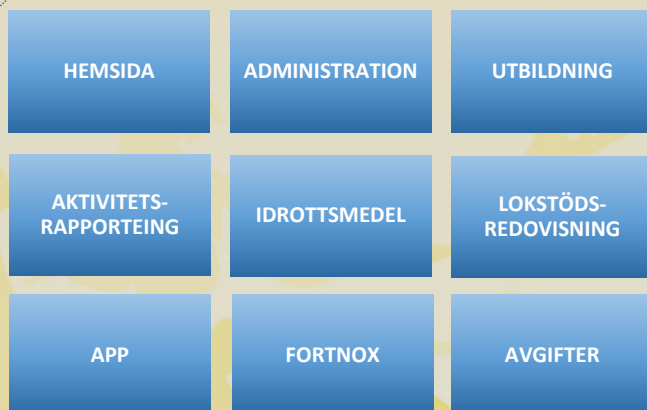 HEMSIDA
ADMINISTRATION
UTBILDNING
AKTIVITETS-
RAPPORTEING
IDROTTSMEDEL
LOKSTÖDS-
REDOVISNING
APP
FORTNOX
AVGIFTER